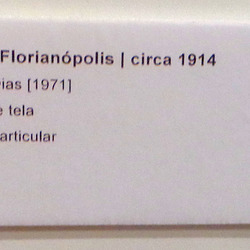 Florianópolis | circa 1914
ias [1971]
tela
articular